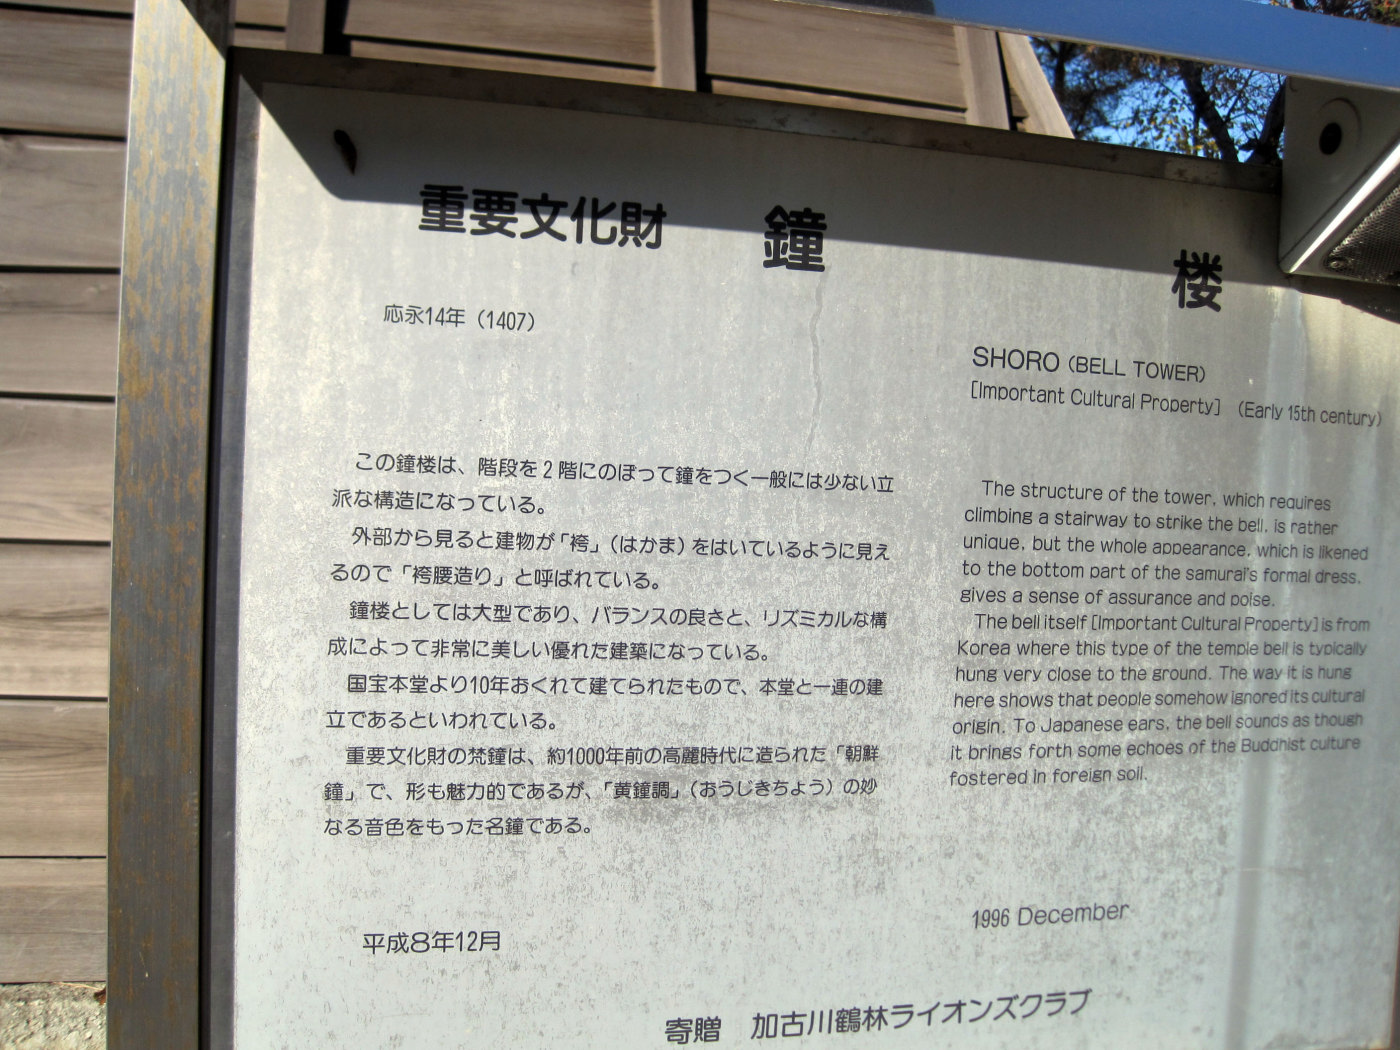 重要文化財　鐘　楼
応永14年（1407）
この鐘楼は、階段を2階にのぼって鐘をつく一般には少ない立
派な構造になっている。
外部から見ると建物が「袴」（はかま）をはいているように見え
るので「袴腰造り」と呼ばれている。
鐘楼としては大型であり、バランスの良さと、リズミカルな構
成によって非常に美しい優れた建築になっている。
国宝本堂より10年おくれて建てられたもので、本堂と一連の建
立であるといわれている。
重要文化財の梵鐘は、約1000年前の高麗時代に造られた「朝鮮
鐘」で、形も魅力的であるが、「黄鐘調」（おうじきちょう）の妙
なる音色をもった名鐘である。
平成8年12月
SHORO (BELL TOWER)
[Important Cultural Property] (Early 15th century)
The structure of the tower, which requires
climbing a stairway to strike the bell, is rather
unique, but the whole appearance, which is likened
to the bottom part of the samurai's formal dress,
gives a sense of assurance and poise.
The bell itself [Important Cultural Property] is from
Korea where this type of the temple bell is typically
hung very close to the ground. The way it is hung
here shows that people somehow ignored its cultural
origin. To Japanese ears, the bell sounds as though
it brings forth some echoes of the Buddhist culture
fostered in foreign soil.
1996 December
寄贈　加古川鶴林ライオンズクラブ